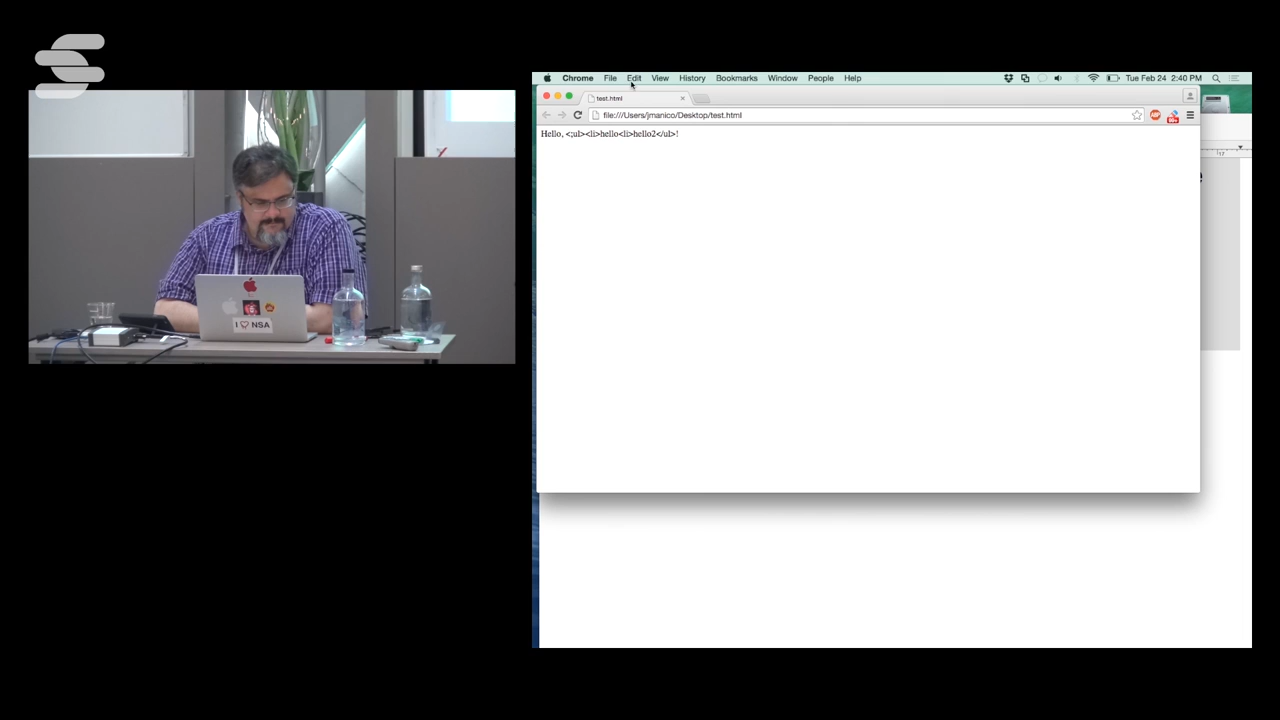 Chrome File Edit View History Bookmarks Window People Help Tue Feb 24 2:40 PM
test.html
file:///Users/jmanico/Desktop/test.html
Hello, <;ul><li>hello<li>hello2</ul>!
17
e
I NSA